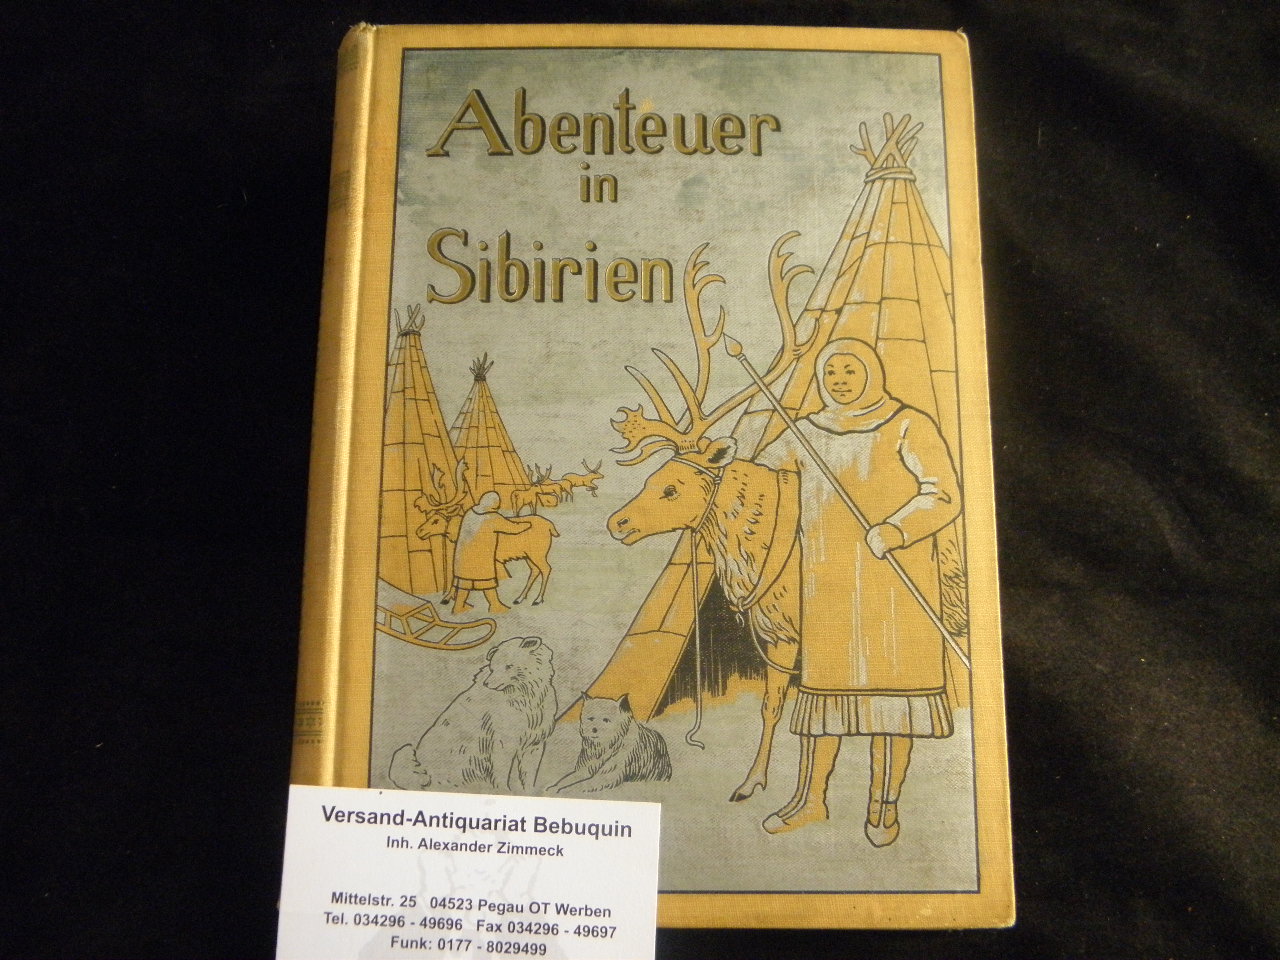 Abenteuer
in
Sibirien
Versand-Antiquariat Bebuquin
Inh. Alexander Zimmeck
Mittelstr. 25 04523 Pegau OT Werben
Tel. 034296 - 49696 Fax 034296 - 49697
Funk: 0177 - 8029499